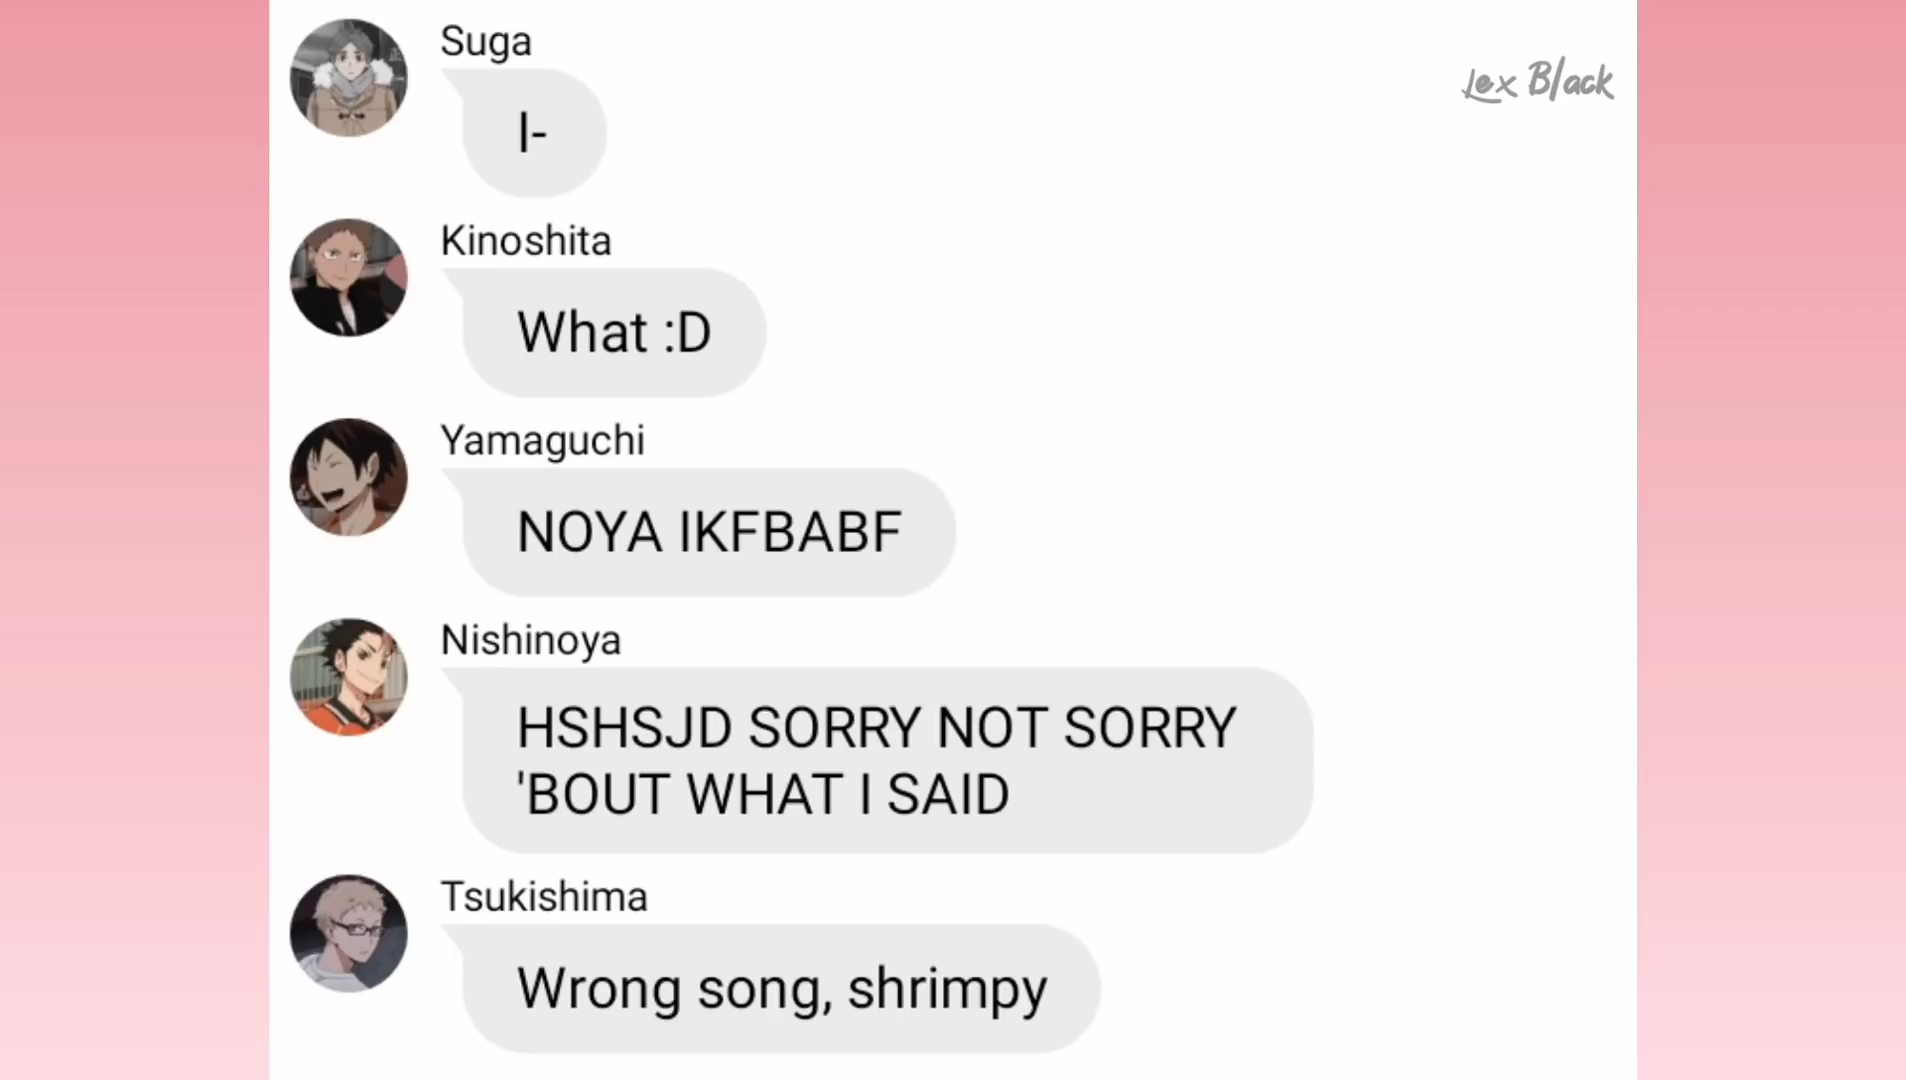 Suga
Lex Black
I-
Kinoshita
What :D
Yamaguchi
NOYA IKFBABF
Nishinoya
HSHSJD SORRY NOT SORRY
'BOUT WHAT I SAID
Tsukishima
Wrong song, shrimpy